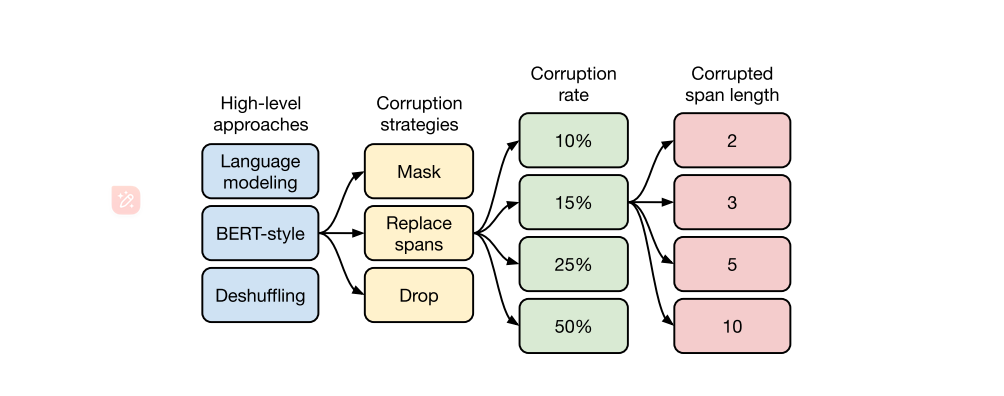 High-level
approaches
Language
modeling
BERT-style
Deshuffling
Corruption
strategies
Mask
Replace
spans
Drop
Corruption
rate
10%
15%
25%
50%
Corrupted
span length
2
3
5
10